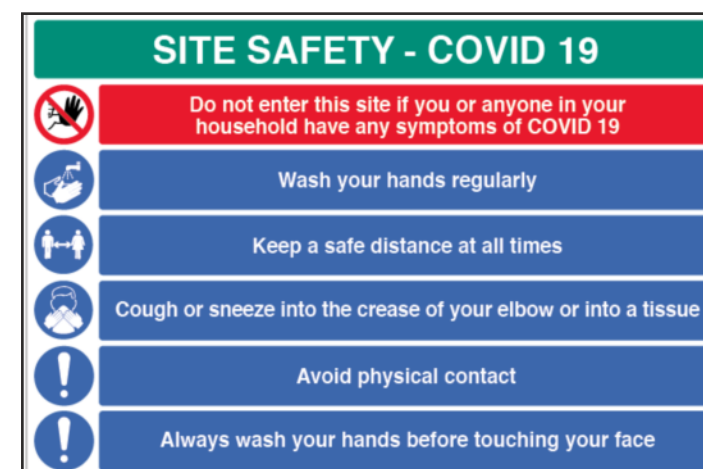 SITE SAFETY - COVID 19
Do not enter this site if you or anyone in your
household have any symptoms of COVID 19
Wash your hands regularly
Keep a safe distance at all times
Cough or sneeze into the crease of your elbow or into a tissue
Avoid physical contact
Always wash your hands before touching your face